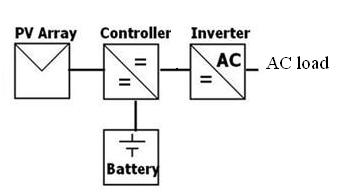 PV Array Controller Inverter
AC
AC load
Battery